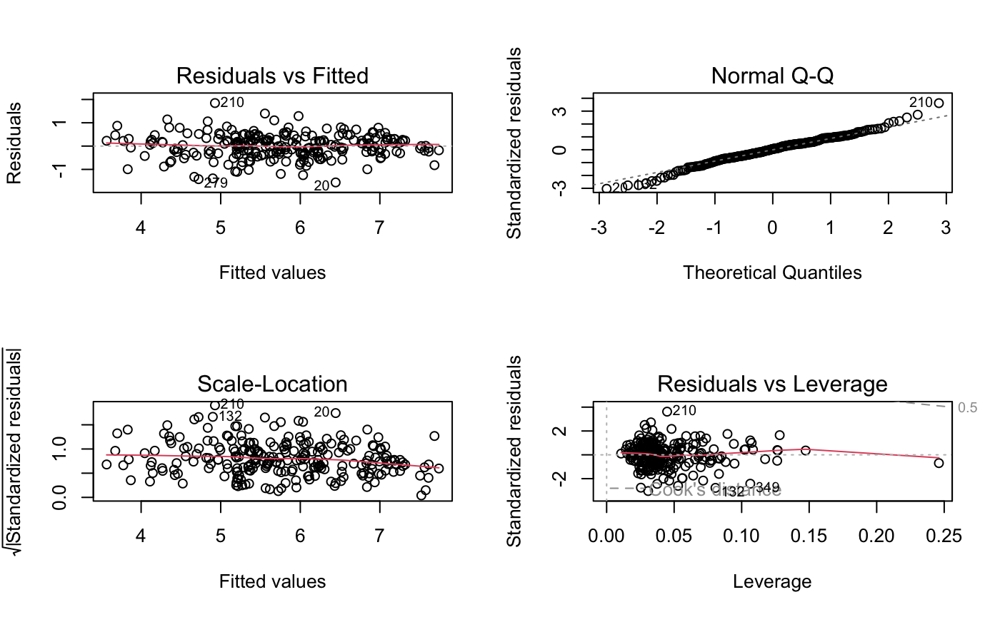 Residuals vs Fitted
Residuals
1
-1
210
279
20
4 5 6 7
Fitted values
Normal Q-Q
Standardized residuals
3
0
-3
210
-3 -2 -1 0 1 2 3
Theoretical Quantiles
Scale-Location
√|Standardized residuals|
1.0
0.0
210
132
20
4 5 6 7
Fitted values
Residuals vs Leverage
Standardized residuals
2
-2
210
0.5
Cook's distance
132
349
0.00 0.05 0.10 0.15 0.20 0.25
Leverage